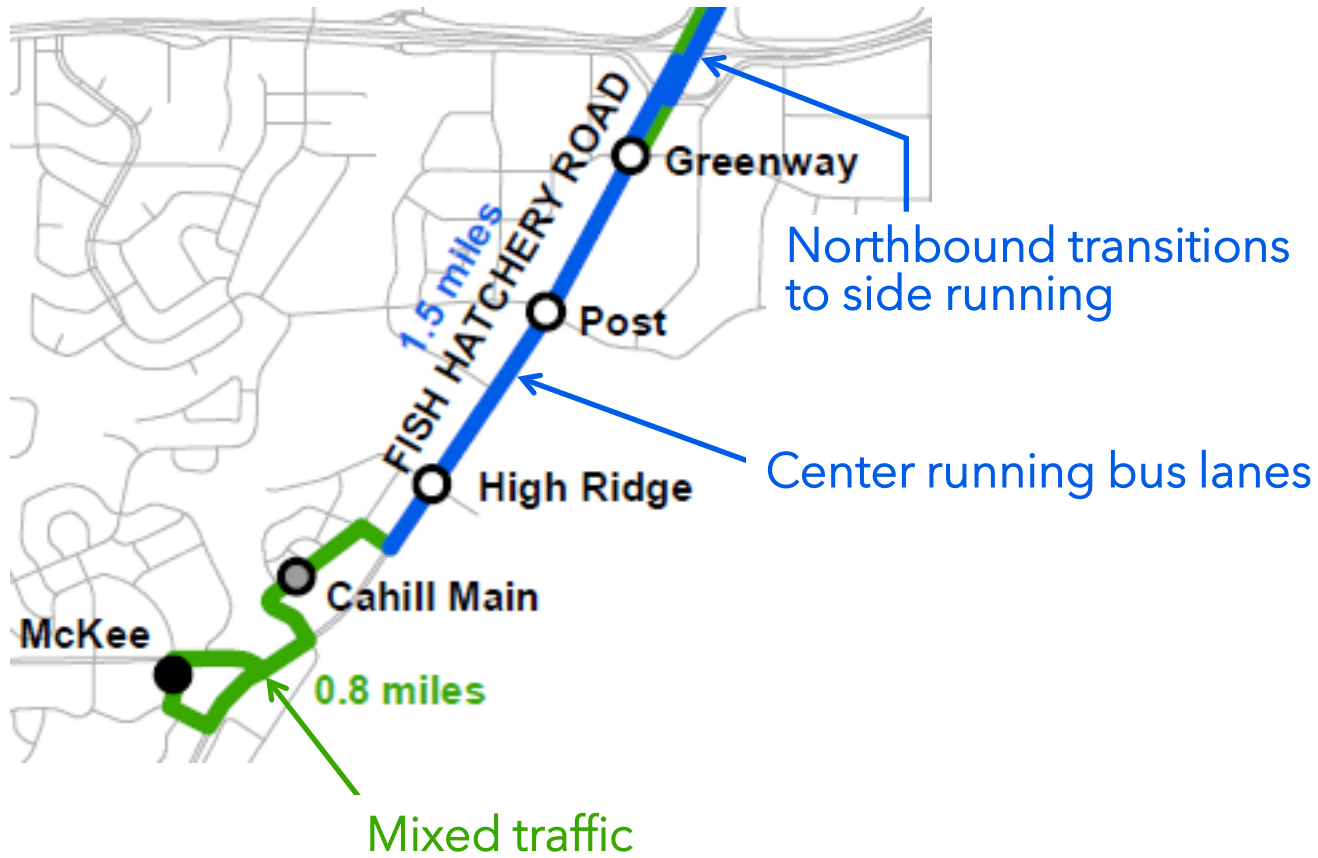 FISH HATCHERY ROAD
1.5 miles
Greenway
Northbound transitions
to side running
Post
Center running bus lanes
High Ridge
Cahill Main
McKee
0.8 miles
Mixed traffic